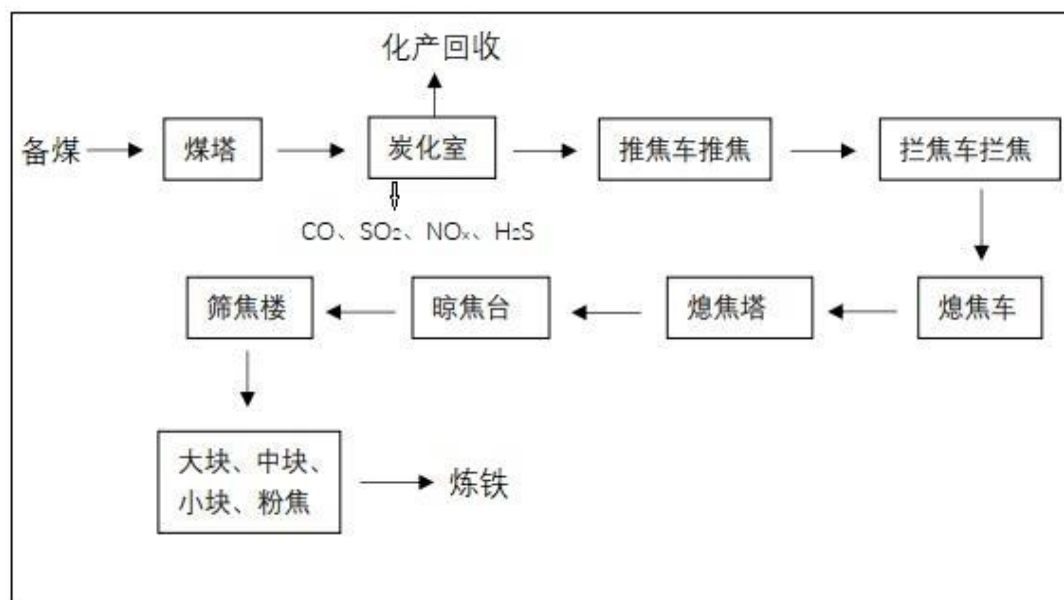 化产回收
备煤
煤塔
炭化室
推焦车推焦
拦焦车拦焦
CO、SO₂、NOₓ、H₂S
筛焦楼
晾焦台
熄焦塔
熄焦车
大块、中块、
小块、粉焦
炼铁